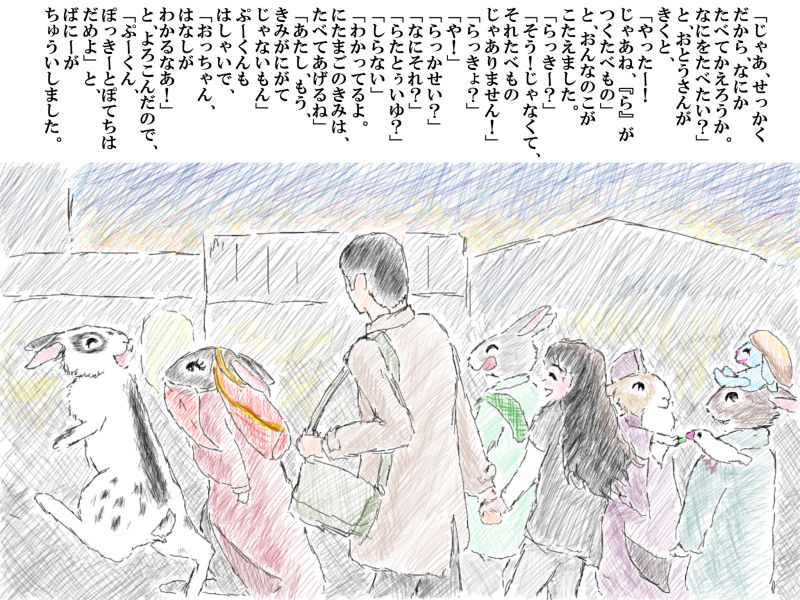 「じゃあ、せっかく
だから、なにか
たべてかえろうか。
なにをたべたい？」
と、おとうさんが
きくと、
「やったー！
じゃあね、『ら』が
つくたべもの」
と、おんなのこが
こたえました。
「らっきー？」
「そう！じゃなくて、
それたべもの
じゃありません！」
「らっきょ？」
「や！」
「らっかせい？」
「なにそれ？」
「らたとぅいゆ？」
「しらない」
「わかってるよ。
にたまごのきみは、
たべてあげるね」
「あたし、もう、
きみがにがて
じゃないもん」
ぷーくんも
はしゃいで、
「おっちゃん、
はなしが
わかるなあ！」
と、よろこんだので、
「ぷーくん、
ぽっきーとぽてちは
だめよ」と、
ばにーが
ちゅういしました。